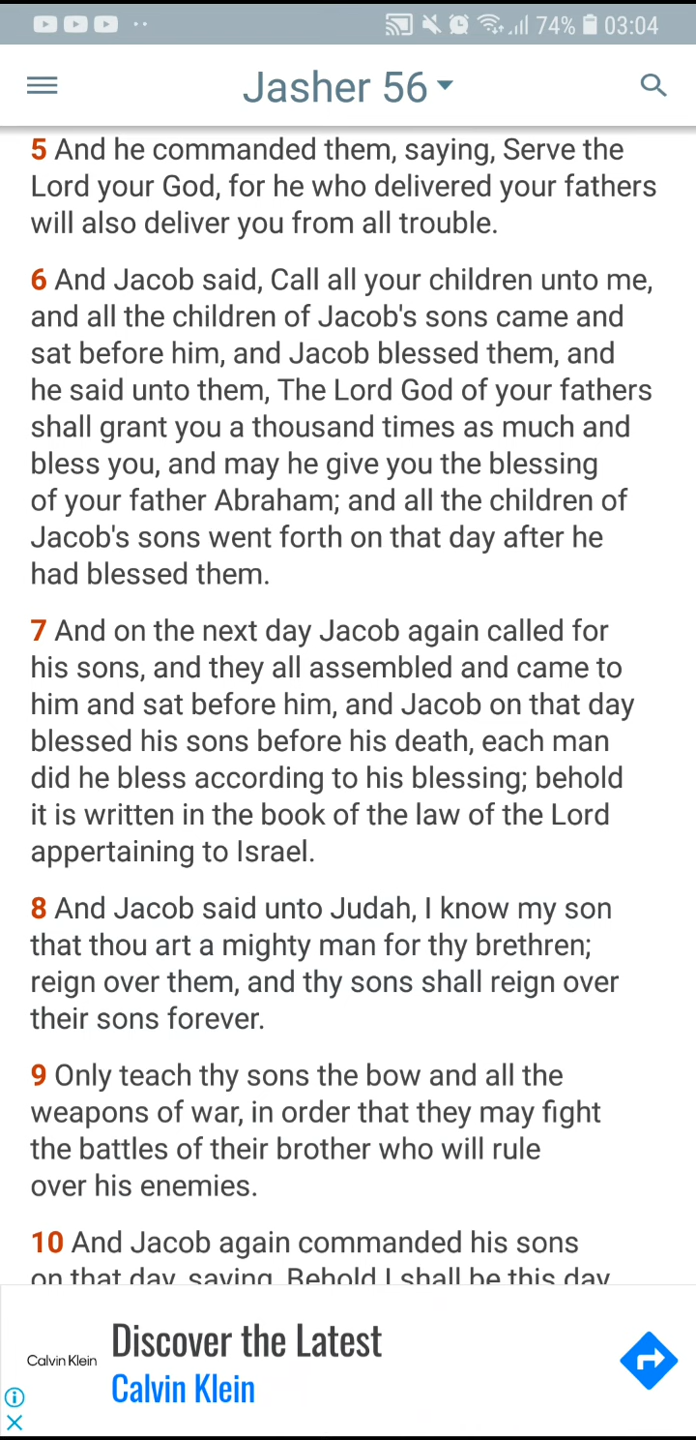 74% 03:04
Jasher 56
5 And he commanded them, saying, Serve the
Lord your God, for he who delivered your fathers
will also deliver you from all trouble.
6 And Jacob said, Call all your children unto me,
and all the children of Jacob's sons came and
sat before him, and Jacob blessed them, and
he said unto them, The Lord God of your fathers
shall grant you a thousand times as much and
bless you, and may he give you the blessing
of your father Abraham; and all the children of
Jacob's sons went forth on that day after he
had blessed them.
7 And on the next day Jacob again called for
his sons, and they all assembled and came to
him and sat before him, and Jacob on that day
blessed his sons before his death, each man
did he bless according to his blessing; behold
it is written in the book of the law of the Lord
appertaining to Israel.
8 And Jacob said unto Judah, I know my son
that thou art a mighty man for thy brethren;
reign over them, and thy sons shall reign over
their sons forever.
9 Only teach thy sons the bow and all the
weapons of war, in order that they may fight
the battles of their brother who will rule
over his enemies.
10 And Jacob again commanded his sons
on that day, saying, Behold I shall be this day
Discover the Latest
Calvin Klein
Calvin Klein